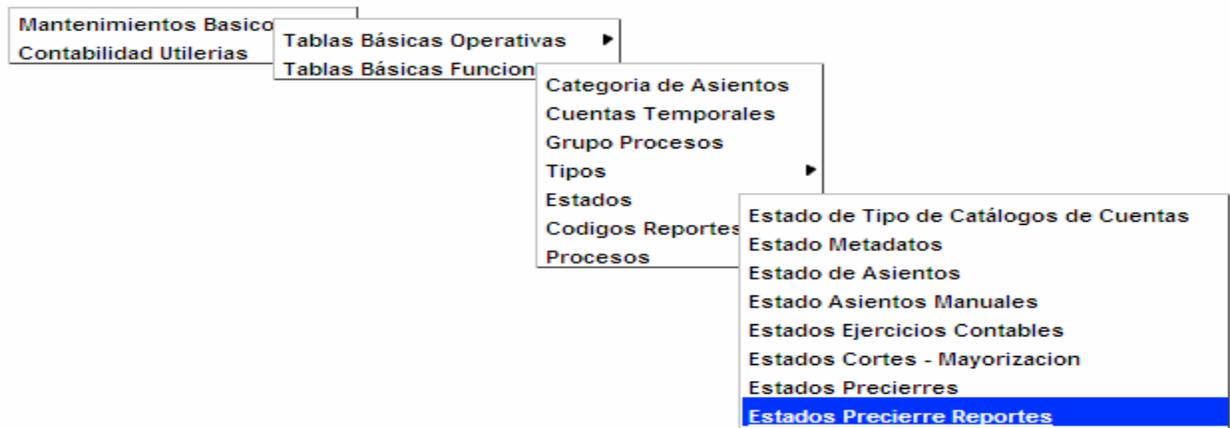 Mantenimientos Basico
Contabilidad Utilerias
Tablas Básicas Operativas
Tablas Básicas Funcion
Categoria de Asientos
Cuentas Temporales
Grupo Procesos
Tipos
Estados
Codigos Reportes
Procesos
Estado de Tipo de Catálogos de Cuentas
Estado Metadatos
Estado de Asientos
Estado Asientos Manuales
Estados Ejercicios Contables
Estados Cortes - Mayorizacion
Estados Precierres
Estados Precierre Reportes